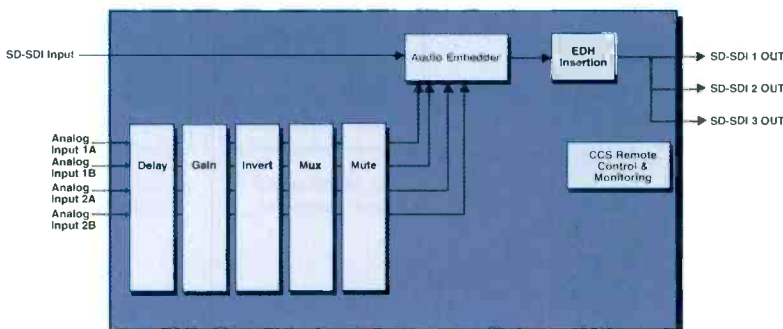 SD-SDI Input
Audio Embedder
EDH
Insertion
SD-SDI 1 OUT
SD-SDI 2 OUT
SD-SDI 3 OUT
Analog
Input 1A
Analog
Input 1B
Analog
Input 2A
Analog
Input 2B
Delay
Gain
Invert
Mux
Mute
CCS Remote
Control &
Monitoring